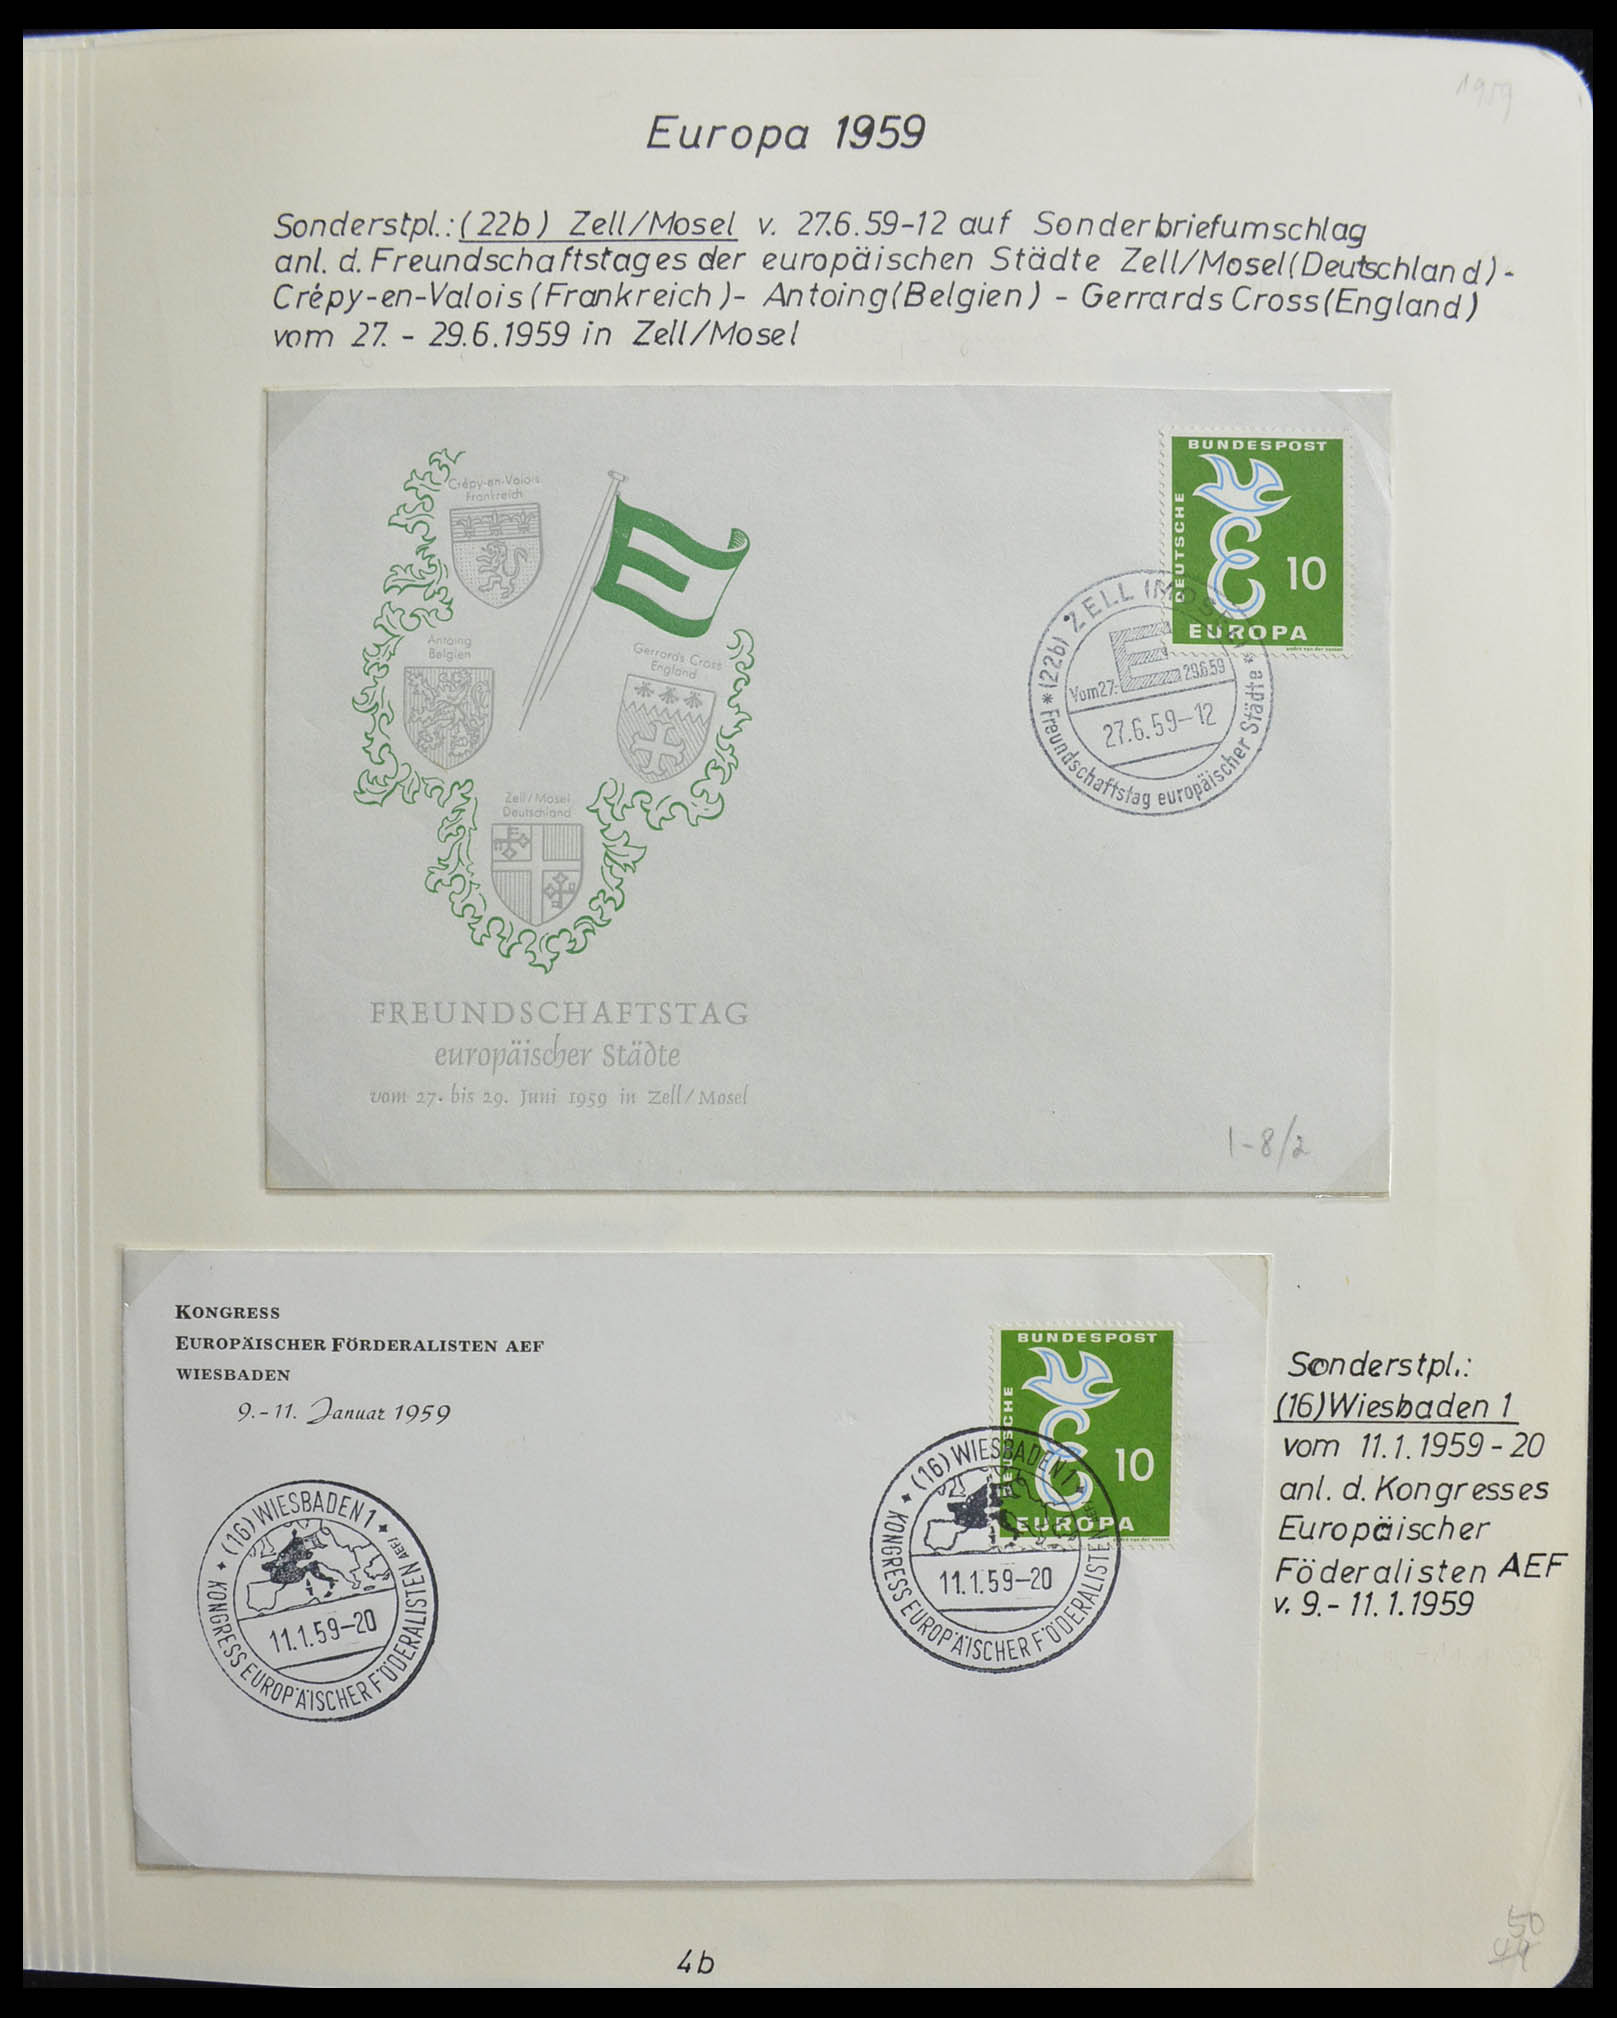 1959
Europa 1959
Sonderstpl.: (22b) Zell/Mosel v. 27.6.59-12 auf Sonderbriefumschlag
anl. d. Freundschaftstages der europäischen Städte Zell/Mosel (Deutschland) -
Crépy-en-Valois (Frankreich) - Antoing (Belgien) - Gerrards Cross (England)
vom 27. - 29.6.1959 in Zell/Mosel
Crépy-en-Valois
Frankreich
Antoing
Belgien
Gerrards Cross
England
Zell/Mosel
Deutschland
FREUNDSCHAFTSTAG
europäischer Städte
vom 27. bis 29. Juni 1959 in Zell/Mosel
DEUTSCHE
BUNDESPOST
10
EUROPA
(22b) ZELL (MOSEL)
Vom 27.-29.6.59
27.6.59-12
* Freundschaftstag europäischer Städte *
1-8/2
KONGRESS
EUROPÄISCHER FÖRDERALISTEN AEF
WIESBADEN
9.-11. Januar 1959
(16) WIESBADEN 1
11.1.59-20
KONGRESS EUROPÄISCHER FÖDERALISTEN AEF
DEUTSCHE
BUNDESPOST
10
EUROPA
(16) WIESBADEN 1
11.1.59-20
KONGRESS EUROPÄISCHER FÖDERALISTEN
Sonderstpl.:
(16) Wiesbaden 1
vom 11.1.1959-20
anl. d. Kongresses
Europäischer
Föderalisten AEF
v. 9.- 11.1.1959
50
4b